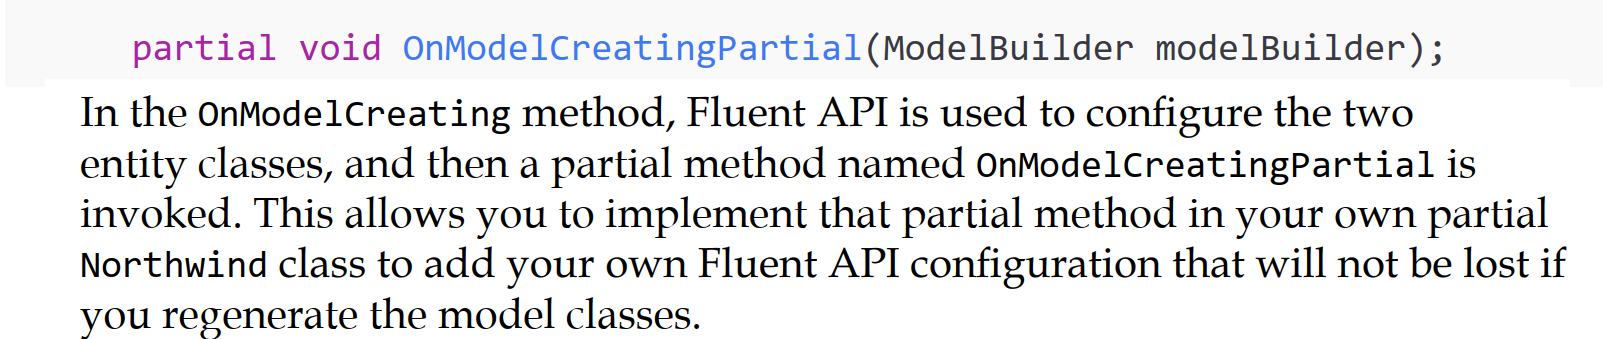 partial void OnModelCreatingPartial(ModelBuilder modelBuilder);
In the OnModelCreating method, Fluent API is used to configure the two
entity classes, and then a partial method named OnModelCreatingPartial is
invoked. This allows you to implement that partial method in your own partial
Northwind class to add your own Fluent API configuration that will not be lost if
you regenerate the model classes.